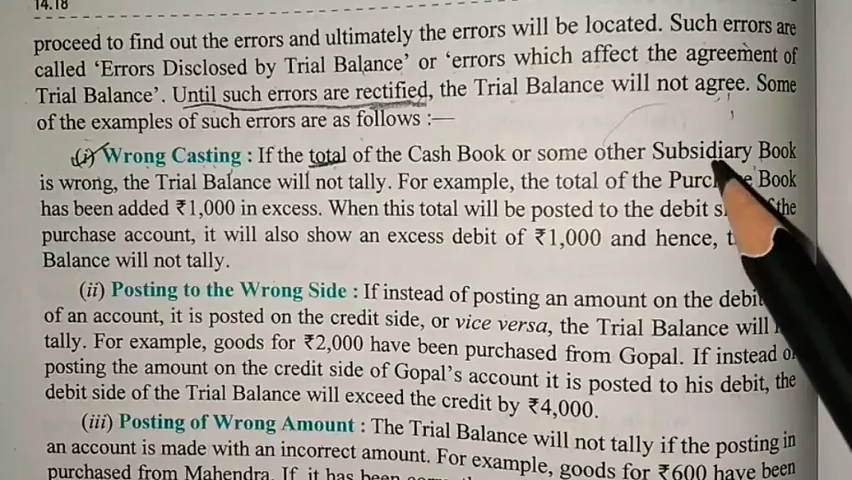 14.18
proceed to find out the errors and ultimately the errors will be located. Such errors are
called ‘Errors Disclosed by Trial Balance’ or ‘errors which affect the agreement of
Trial Balance’. Until such errors are rectified, the Trial Balance will not agree. Some
of the examples of such errors are as follows :—
(i) Wrong Casting : If the total of the Cash Book or some other Subsidiary Book
is wrong, the Trial Balance will not tally. For example, the total of the Book
has been added ₹1,000 in excess. When this total will be posted to the debit the
purchase account, it will also show an excess debit of ₹1,000 and hence,
Balance will not tally.
(ii) Posting to the Wrong Side : If instead of posting an amount on the debit
of an account, it is posted on the credit side, or vice versa, the Trial Balance will
tally. For example, goods for ₹2,000 have been purchased from Gopal. If instead of
posting the amount on the credit side of Gopal’s account it is posted to his debit, the
debit side of the Trial Balance will exceed the credit by ₹4,000.
(iii) Posting of Wrong Amount : The Trial Balance will not tally if the posting in
an account is made with an incorrect amount. For example, goods for ₹600 have been
purchased from Mahendra. If, it has been